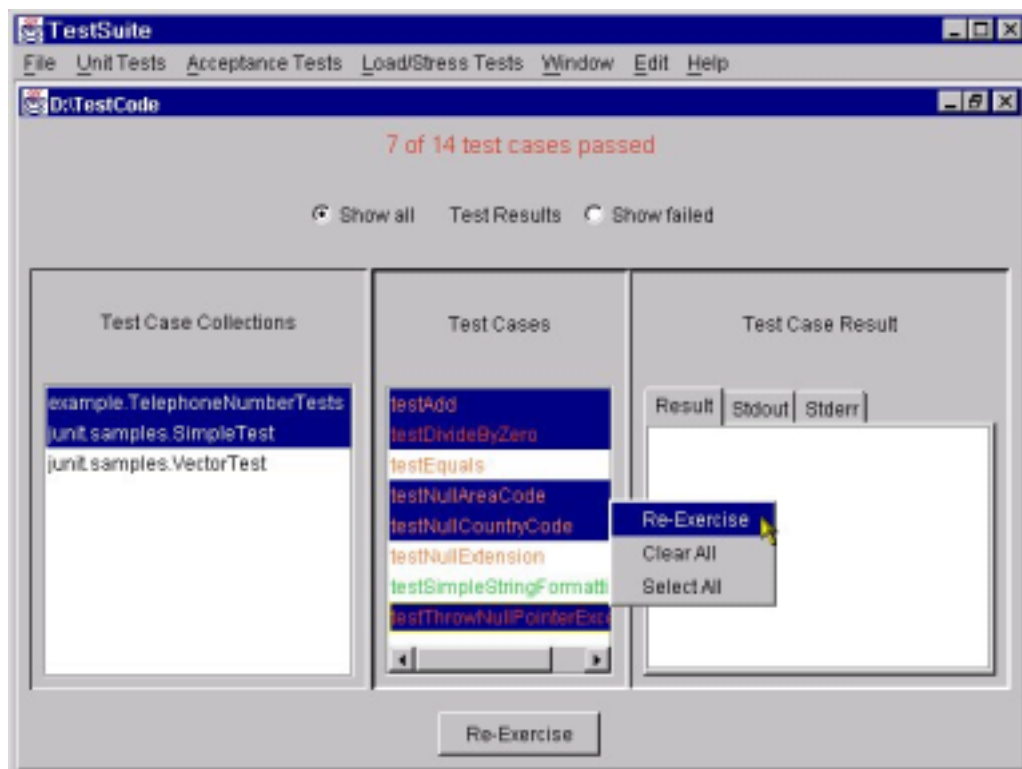 TestSuite
File Unit Tests Acceptance Tests Load/Stress Tests Window Edit Help
D:\TestCode
7 of 14 test cases passed
Show all Test Results Show failed
Test Case Collections
example.TelephoneNumberTests
junit.samples.SimpleTest
junit.samples.VectorTest
Test Cases
testAdd
testDivideByZero
testEquals
testNullAreaCode
testNullCountryCode
testNullExtension
testSimpleStringFormatti
testThrowNullPointerExce
Test Case Result
Result Stdout Stderr
Re-Exercise
Clear All
Select All
Re-Exercise